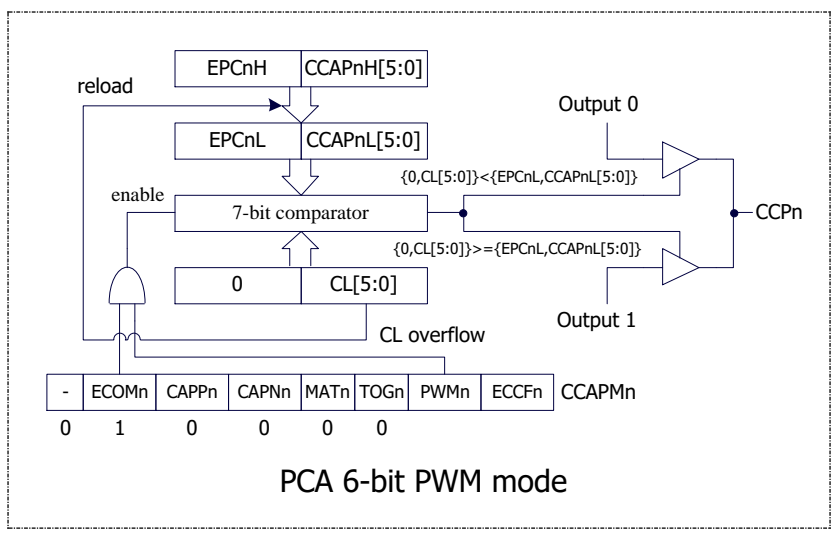 EPCnH CCAPnH[5:0]
reload
Output 0
EPCnL CCAPnL[5:0]
{0,CL[5:0]}<{EPCnL,CCAPnL[5:0]}
enable
7-bit comparator
CCPn
{0,CL[5:0]}>={EPCnL,CCAPnL[5:0]}
0 CL[5:0]
Output 1
CL overflow
- ECOMn CAPPn CAPNn MATn TOGn PWMn ECCFn CCAPMn
0 1 0 0 0 0
PCA 6-bit PWM mode